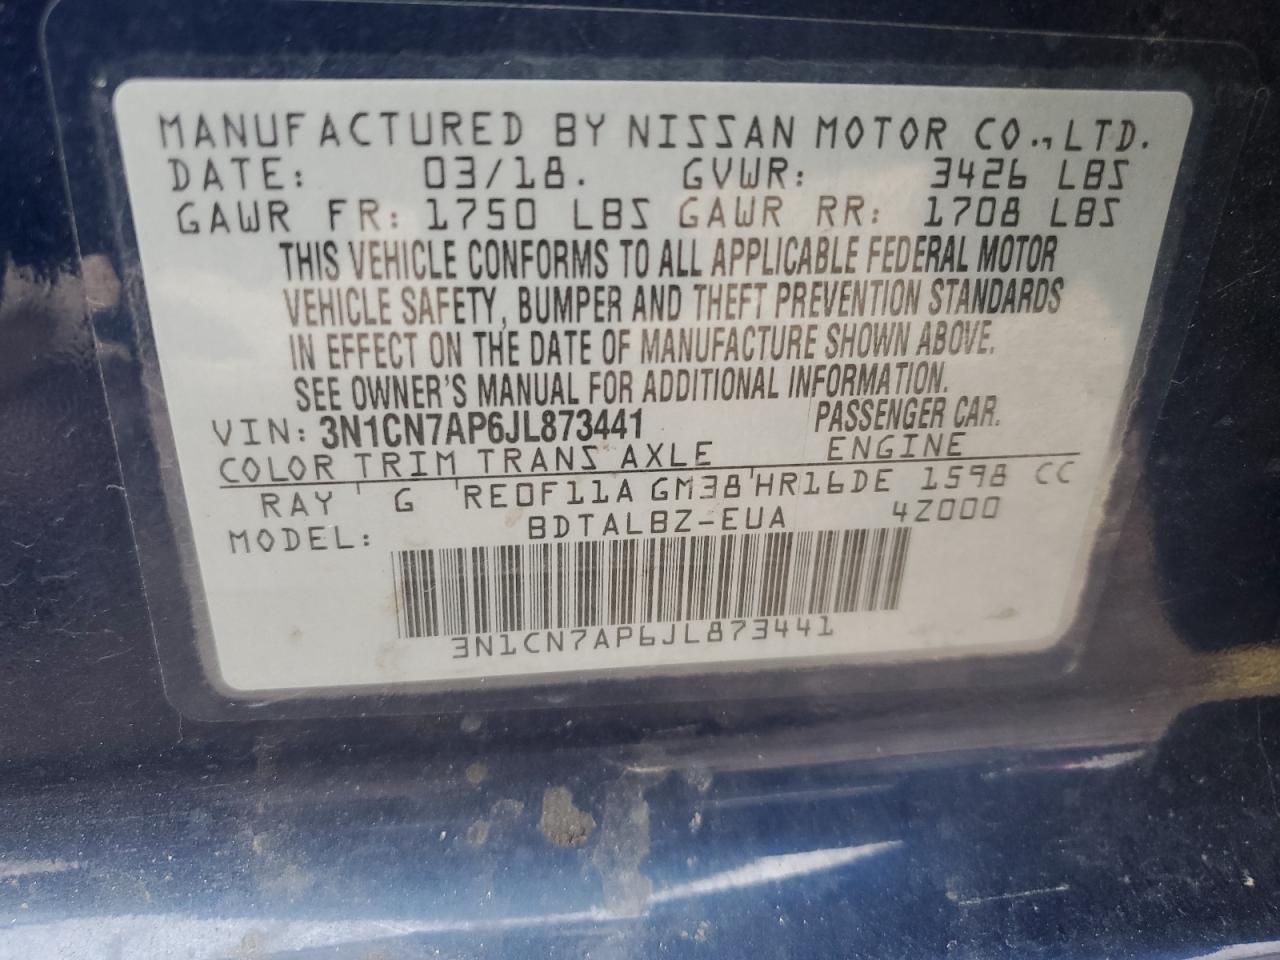 MANUFACTURED BY NISSAN MOTOR CO., LTD.
DATE: 03/18. GVWR: 3426 LBS
GAWR FR: 1750 LBS GAWR RR: 1708 LBS
THIS VEHICLE CONFORMS TO ALL APPLICABLE FEDERAL MOTOR
VEHICLE SAFETY, BUMPER AND THEFT PREVENTION STANDARDS
IN EFFECT ON THE DATE OF MANUFACTURE SHOWN ABOVE.
SEE OWNER'S MANUAL FOR ADDITIONAL INFORMATION.
VIN: 3N1CN7AP6JL873441 PASSENGER CAR.
COLOR TRIM TRANS AXLE ENGINE
RAY G RE0F11A GM38 HR16DE 1598 CC
MODEL: BDTALBZ-EUA 4Z000
3N1CN7AP6JL873441